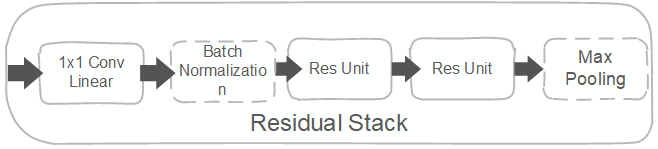 1x1 Conv
Linear
Batch
Normalizatio
n
Res Unit
Res Unit
Max
Pooling
Residual Stack